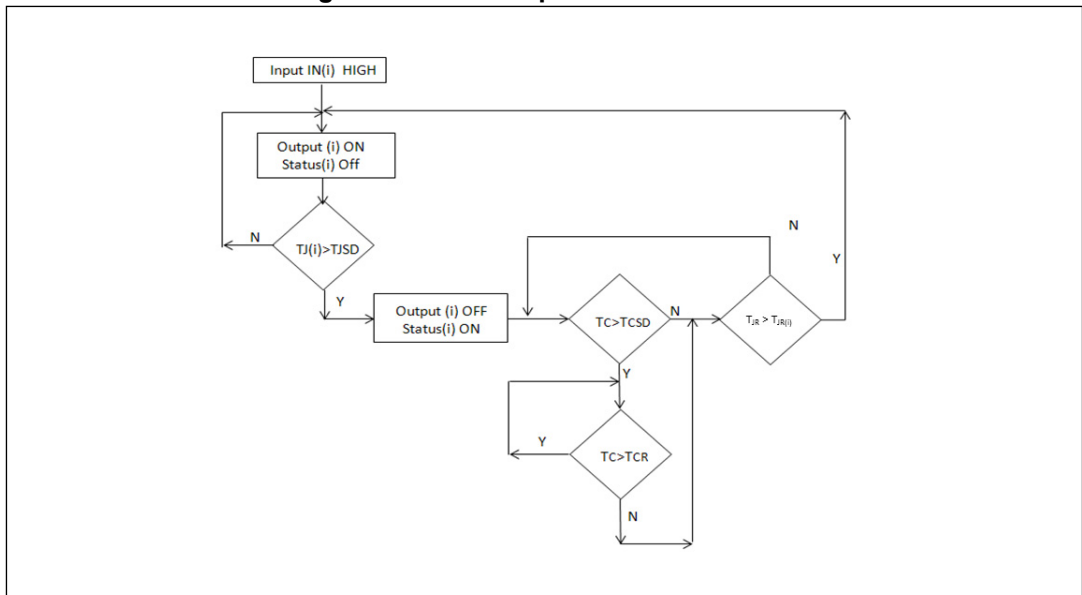 Input IN(i) HIGH
Output (i) ON
Status(i) Off
TJ(i)>TJSD
N
Y
Output (i) OFF
Status(i) ON
TC>TCSD
N
Y
TC>TCR
Y
N
TJR > TJR(i)
N
Y